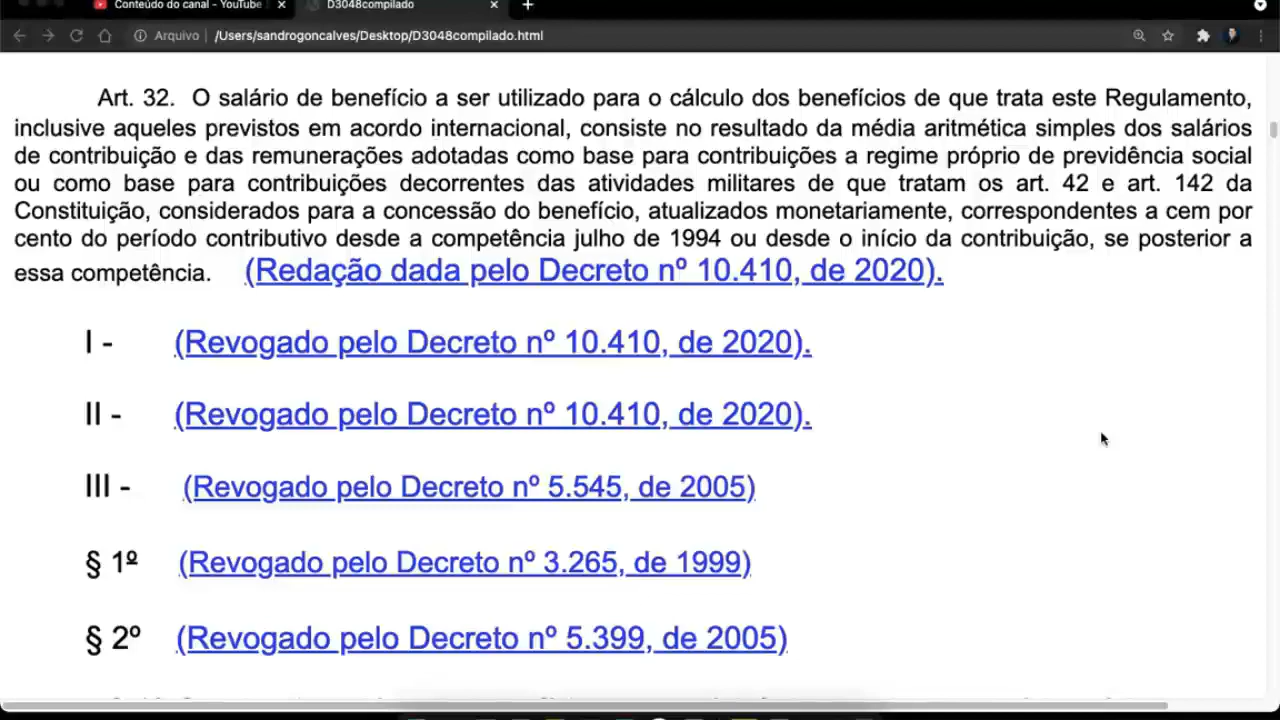 Conteúdo do canal - YouTube
D3048compilado
Arquivo | /Users/sandrogoncalves/Desktop/D3048compilado.html
Art. 32. O salário de benefício a ser utilizado para o cálculo dos benefícios de que trata este Regulamento,
inclusive aqueles previstos em acordo internacional, consiste no resultado da média aritmética simples dos salários
de contribuição e das remunerações adotadas como base para contribuições a regime próprio de previdência social
ou como base para contribuições decorrentes das atividades militares de que tratam os art. 42 e art. 142 da
Constituição, considerados para a concessão do benefício, atualizados monetariamente, correspondentes a cem por
cento do período contributivo desde a competência julho de 1994 ou desde o início da contribuição, se posterior a
essa competência. (Redação dada pelo Decreto nº 10.410, de 2020).
I - (Revogado pelo Decreto nº 10.410, de 2020).
II - (Revogado pelo Decreto nº 10.410, de 2020).
III - (Revogado pelo Decreto nº 5.545, de 2005)
§ 1º (Revogado pelo Decreto nº 3.265, de 1999)
§ 2º (Revogado pelo Decreto nº 5.399, de 2005)